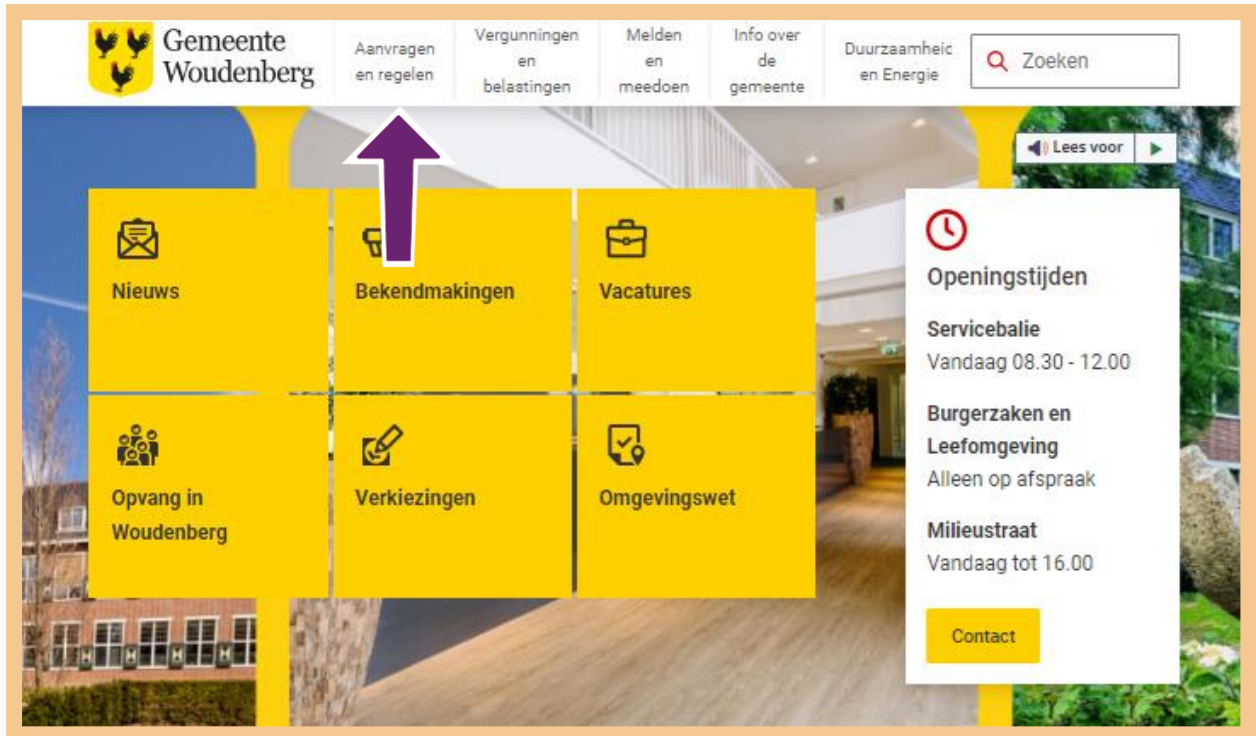 Gemeente
Woudenberg
Aanvragen
en regelen
Vergunningen
en
belastingen
Melden
en
meedoen
Info over
de
gemeente
Duurzaamheic
en Energie
Zoeken
Lees voor
Nieuws
Bekendmakingen
Vacatures
Opvang in
Woudenberg
Verkiezingen
Omgevingswet
Openingstijden
Servicebalie
Vandaag 08.30 - 12.00
Burgerzaken en
Leefomgeving
Alleen op afspraak
Milieustraat
Vandaag tot 16.00
Contact